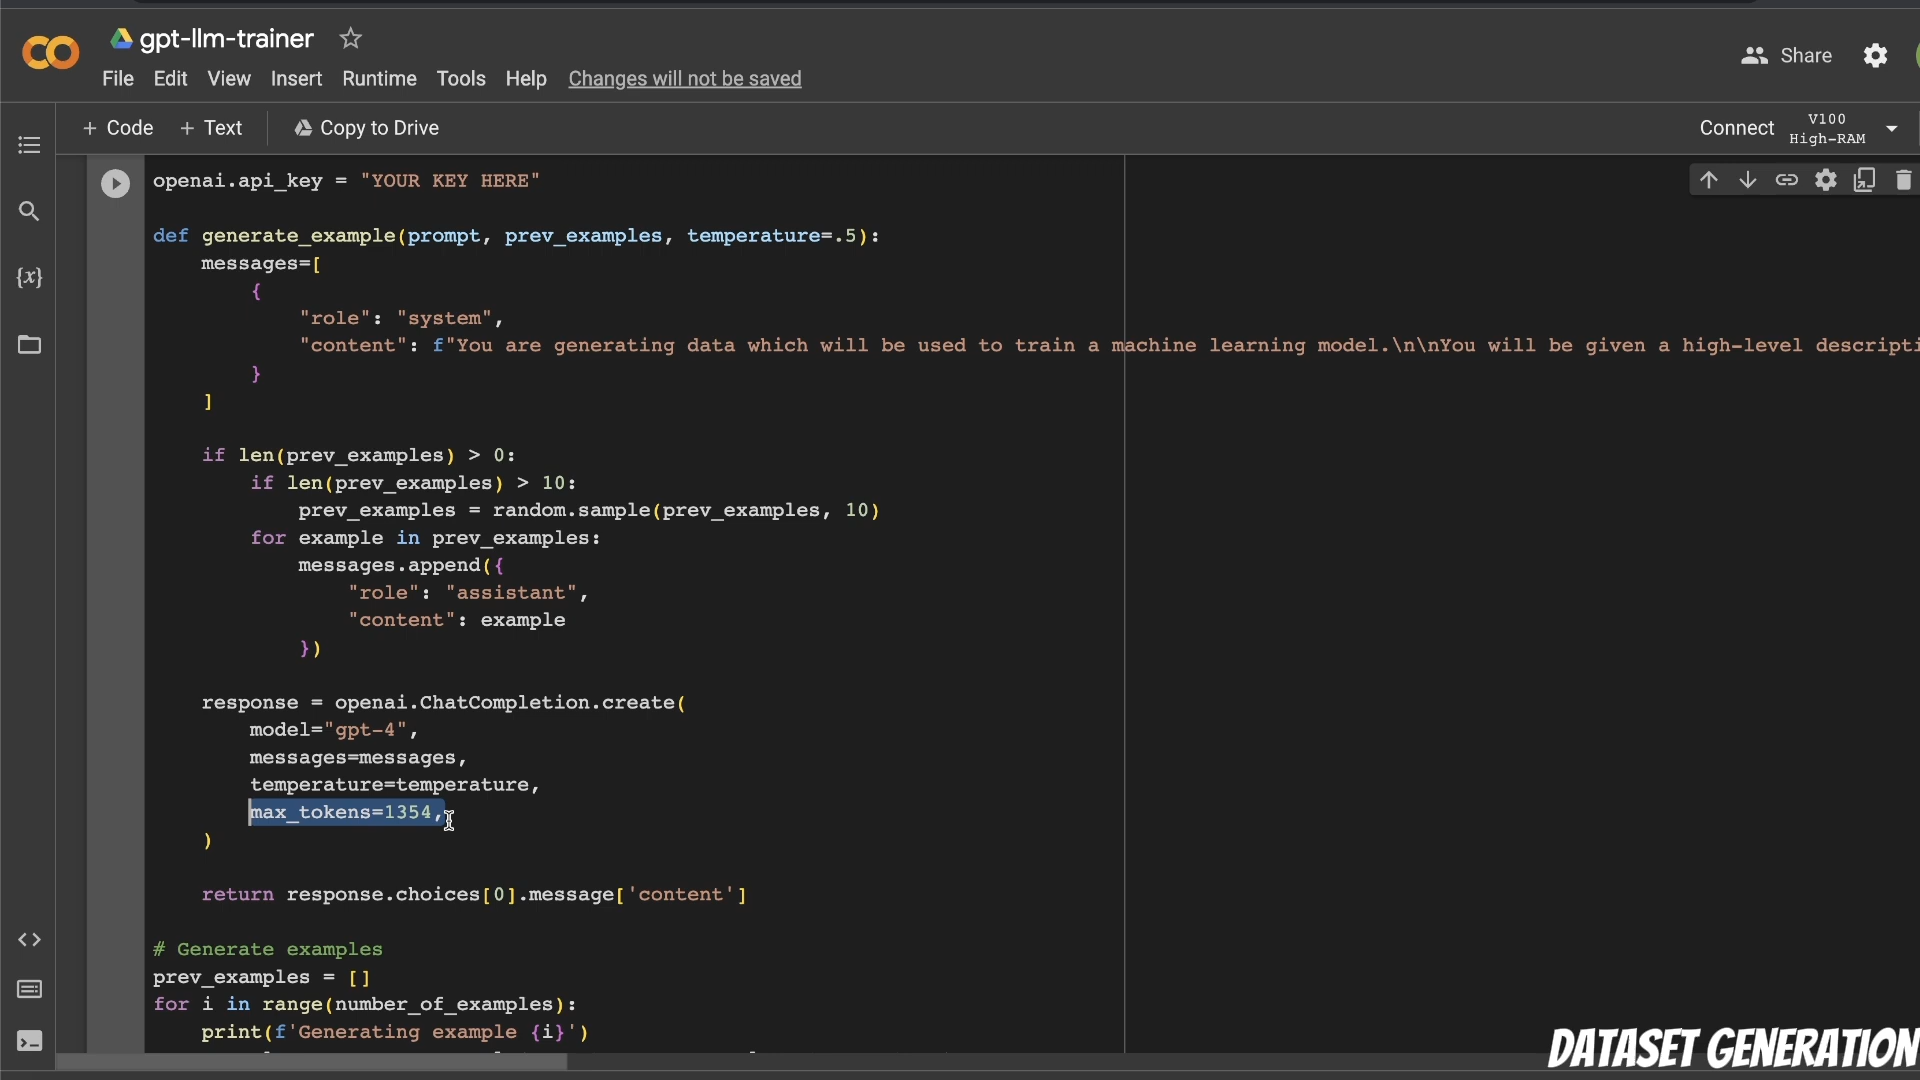 gpt-llm-trainer
File Edit View Insert Runtime Tools Help Changes will not be saved
Share
+ Code + Text Copy to Drive
Connect V100 High-RAM
openai.api_key = "YOUR KEY HERE"
def generate_example(prompt, prev_examples, temperature=.5):
    messages=[
        {
            "role": "system",
            "content": f"You are generating data which will be used to train a machine learning model.\n\nYou will be given a high-level descripti
        }
    ]
    if len(prev_examples) > 0:
        if len(prev_examples) > 10:
            prev_examples = random.sample(prev_examples, 10)
        for example in prev_examples:
            messages.append({
                "role": "assistant",
                "content": example
            })
    response = openai.ChatCompletion.create(
        model="gpt-4",
        messages=messages,
        temperature=temperature,
        max_tokens=1354,
    )
    return response.choices[0].message['content']
# Generate examples
prev_examples = []
for i in range(number_of_examples):
    print(f'Generating example {i}')
DATASET GENERATION